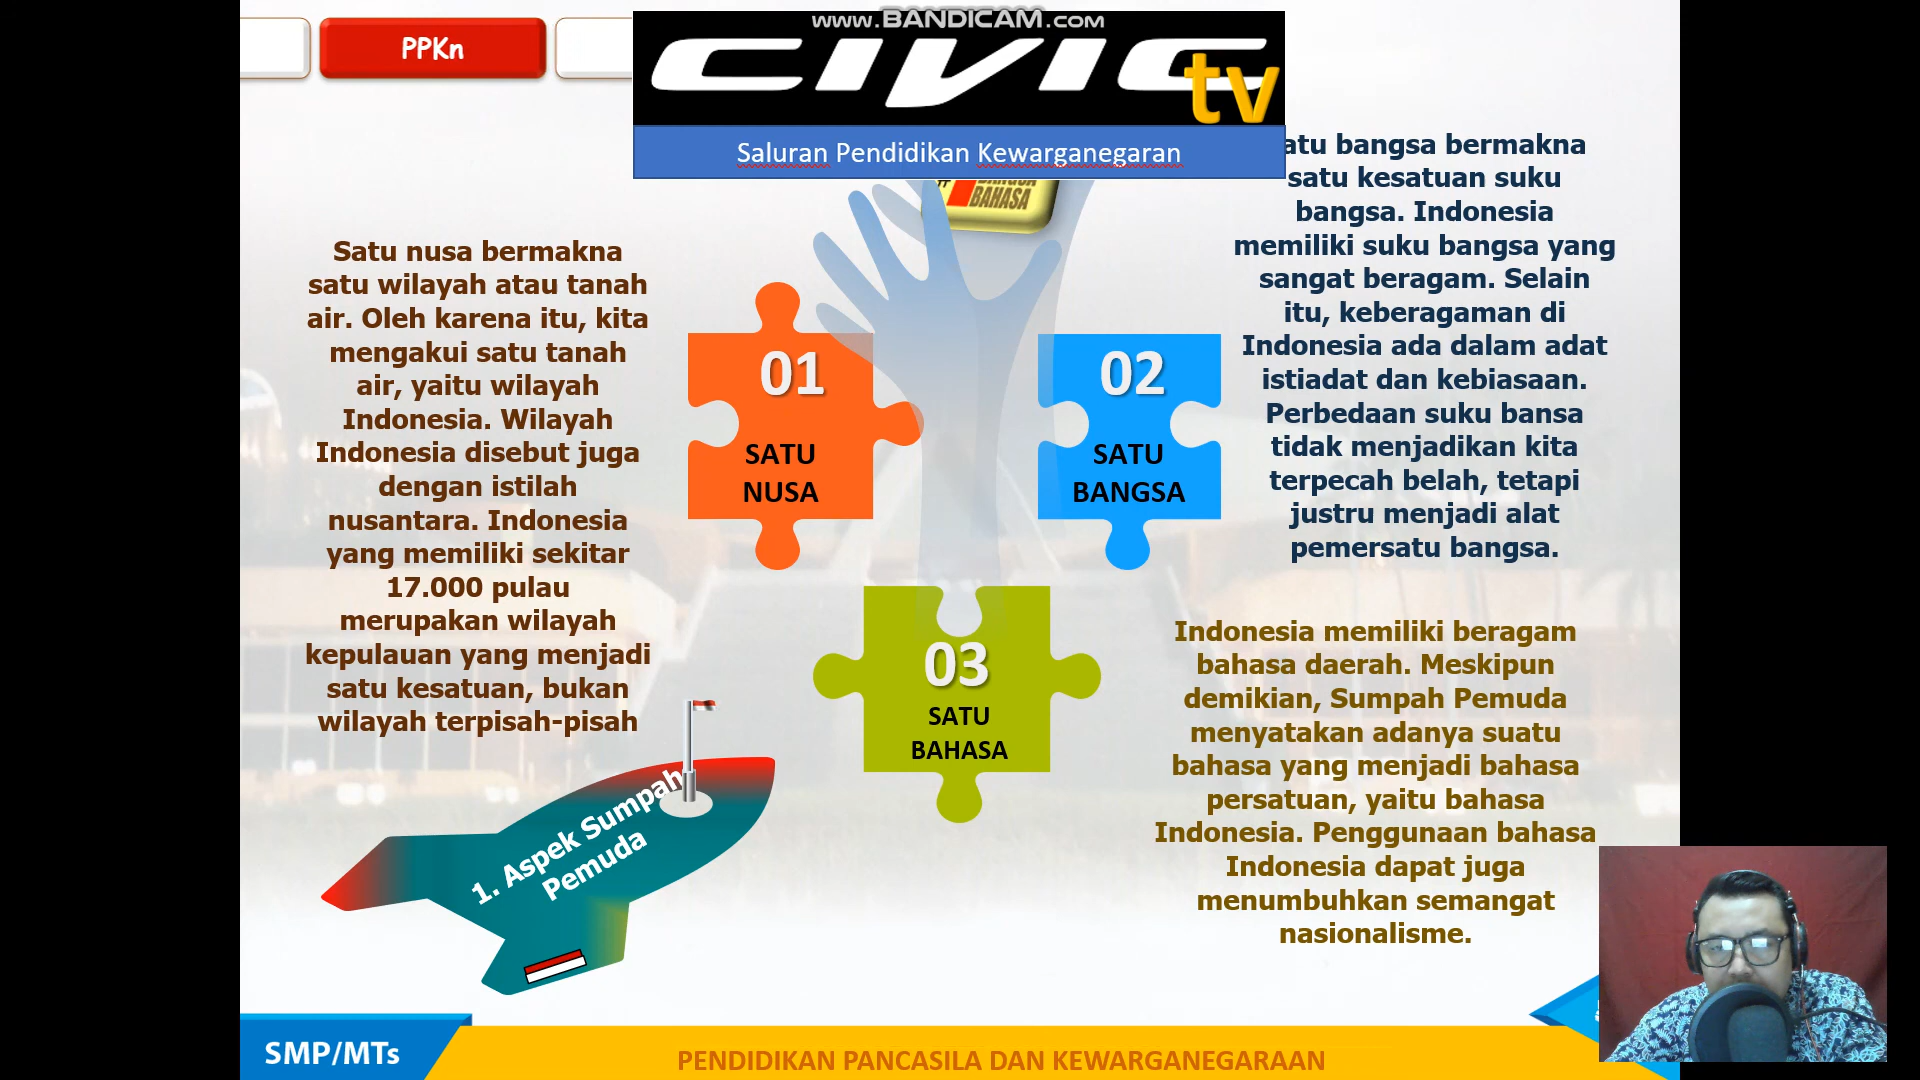 www.BANDICAM.com
PPKn
CIVIC
tv
Saluran Pendidikan Kewarganegaran
BAHASA
Satu nusa bermakna
satu wilayah atau tanah
air. Oleh karena itu, kita
mengakui satu tanah
air, yaitu wilayah
Indonesia. Wilayah
Indonesia disebut juga
dengan istilah
nusantara. Indonesia
yang memiliki sekitar
17.000 pulau
merupakan wilayah
kepulauan yang menjadi
satu kesatuan, bukan
wilayah terpisah-pisah
01
SATU
NUSA
02
SATU
BANGSA
atu bangsa bermakna
satu kesatuan suku
bangsa. Indonesia
memiliki suku bangsa yang
sangat beragam. Selain
itu, keberagaman di
Indonesia ada dalam adat
istiadat dan kebiasaan.
Perbedaan suku bansa
tidak menjadikan kita
terpecah belah, tetapi
justru menjadi alat
pemersatu bangsa.
03
SATU
BAHASA
Indonesia memiliki beragam
bahasa daerah. Meskipun
demikian, Sumpah Pemuda
menyatakan adanya suatu
bahasa yang menjadi bahasa
persatuan, yaitu bahasa
Indonesia. Penggunaan bahasa
Indonesia dapat juga
menumbuhkan semangat
nasionalisme.
1. Aspek Sumpah
Pemuda
SMP/MTs
PENDIDIKAN PANCASILA DAN KEWARGANEGARAAN